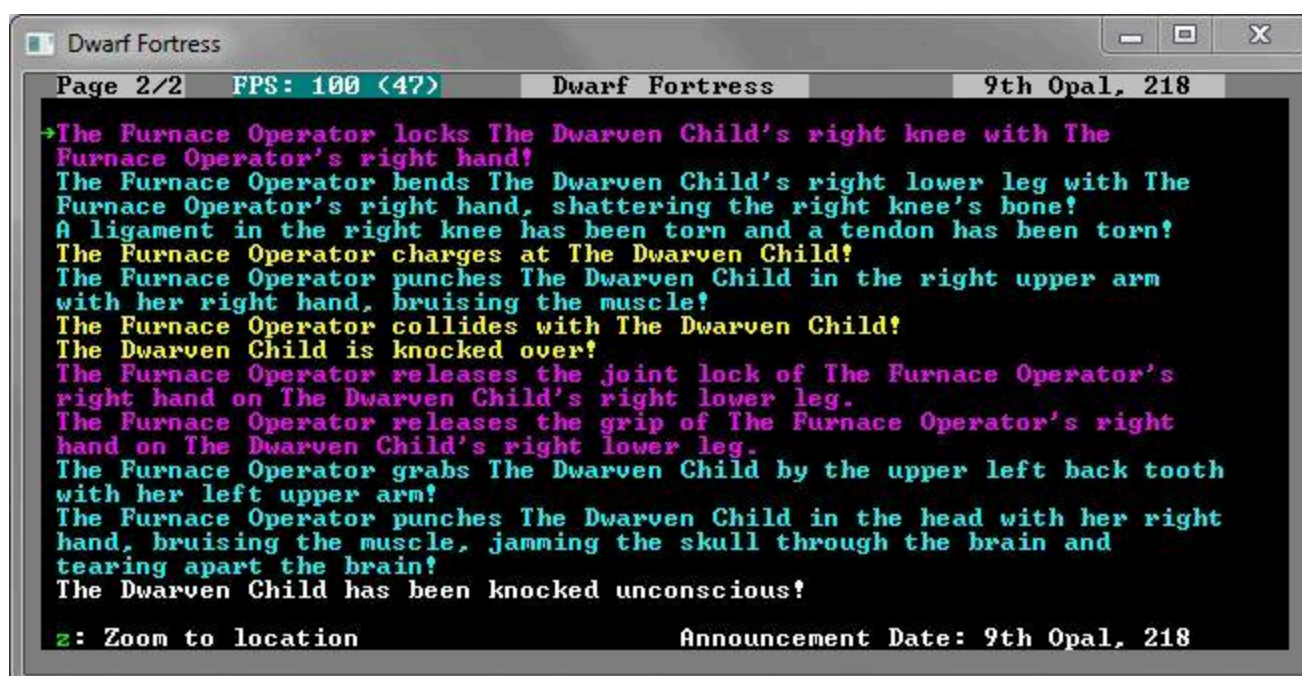 Dwarf Fortress
Page 2/2 FPS: 100 (47) Dwarf Fortress 9th Opal, 218
→The Furnace Operator locks The Dwarven Child's right knee with The
Furnace Operator's right hand!
The Furnace Operator bends The Dwarven Child's right lower leg with The
Furnace Operator's right hand, shattering the right knee's bone!
A ligament in the right knee has been torn and a tendon has been torn!
The Furnace Operator charges at The Dwarven Child!
The Furnace Operator punches The Dwarven Child in the right upper arm
with her right hand, bruising the muscle!
The Furnace Operator collides with The Dwarven Child!
The Dwarven Child is knocked over!
The Furnace Operator releases the joint lock of The Furnace Operator's
right hand on The Dwarven Child's right lower leg.
The Furnace Operator releases the grip of The Furnace Operator's right
hand on The Dwarven Child's right lower leg.
The Furnace Operator grabs The Dwarven Child by the upper left back tooth
with her left upper arm!
The Furnace Operator punches The Dwarven Child in the head with her right
hand, bruising the muscle, jamming the skull through the brain and
tearing apart the brain!
The Dwarven Child has been knocked unconscious!
z: Zoom to location Announcement Date: 9th Opal, 218